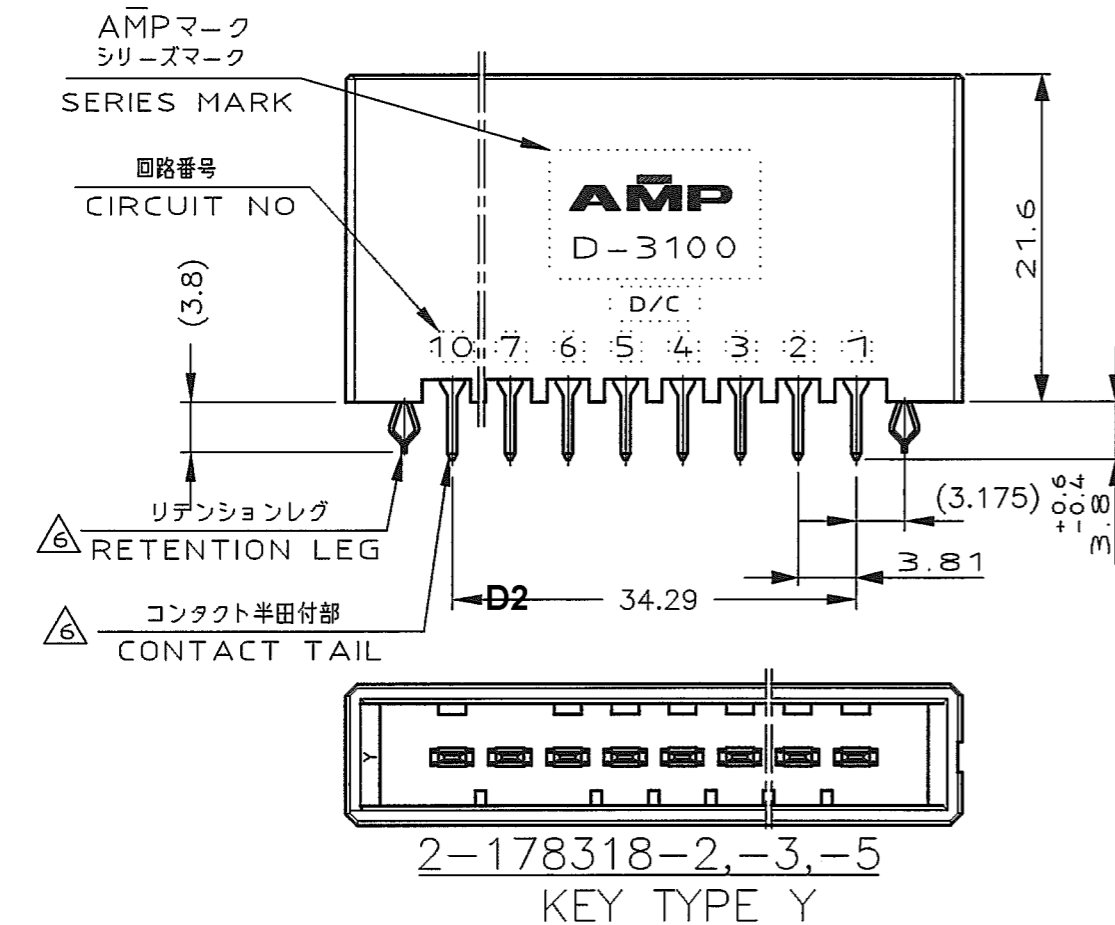 AMPマーク
シリーズマーク
SERIES MARK
回路番号
CIRCUIT NO
AMP
D-3100
D/C
10 7 6 5 4 3 2 1
21.6
(3.8)
リテンションレグ
6 RETENTION LEG
(3.175)
+0.6
-0.4
3.8
3.81
D2 34.29
コンタクト半田付部
6 CONTACT TAIL
Y
2-178318-2,-3,-5
KEY TYPE Y